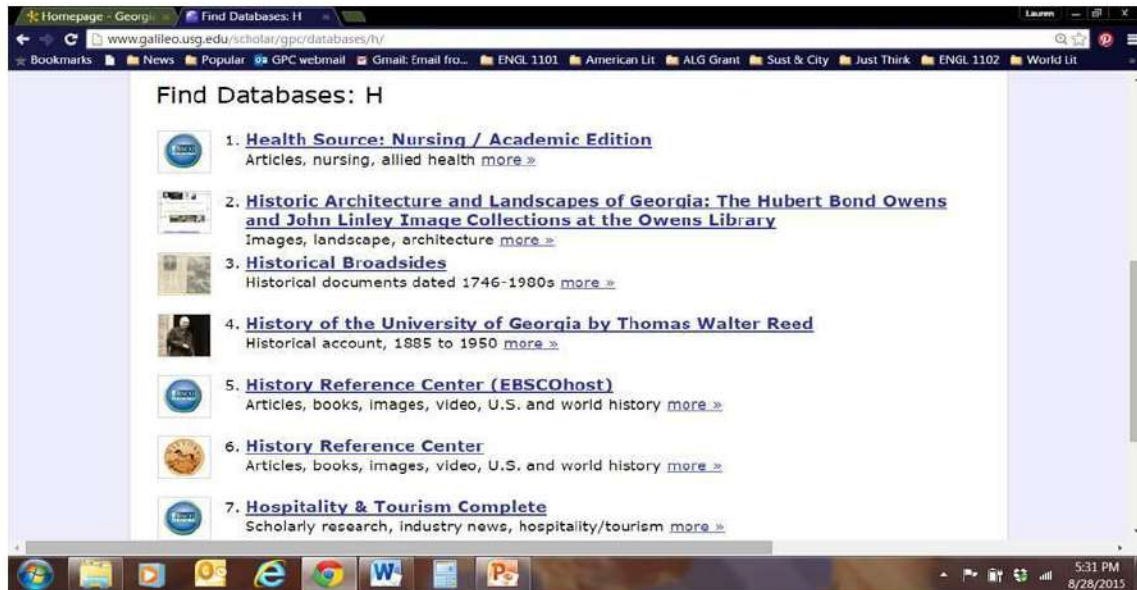 Homepage - Georgi
Find Databases: H
Lauren
www.galileo.usg.edu/scholar/gpc/databases/h/
Bookmarks News Popular GPC webmail Gmail: Email fro... ENGL 1101 American Lit ALG Grant Sust & City Just Think ENGL 1102 World Lit
Find Databases: H
1. Health Source: Nursing / Academic Edition
Articles, nursing, allied health more »
2. Historic Architecture and Landscapes of Georgia: The Hubert Bond Owens
and John Linley Image Collections at the Owens Library
Images, landscape, architecture more »
3. Historical Broadsides
Historical documents dated 1746-1980s more »
4. History of the University of Georgia by Thomas Walter Reed
Historical account, 1885 to 1950 more »
5. History Reference Center (EBSCOhost)
Articles, books, images, video, U.S. and world history more »
6. History Reference Center
Articles, books, images, video, U.S. and world history more »
7. Hospitality & Tourism Complete
Scholarly research, industry news, hospitality/tourism more »
5:31 PM
8/28/2015